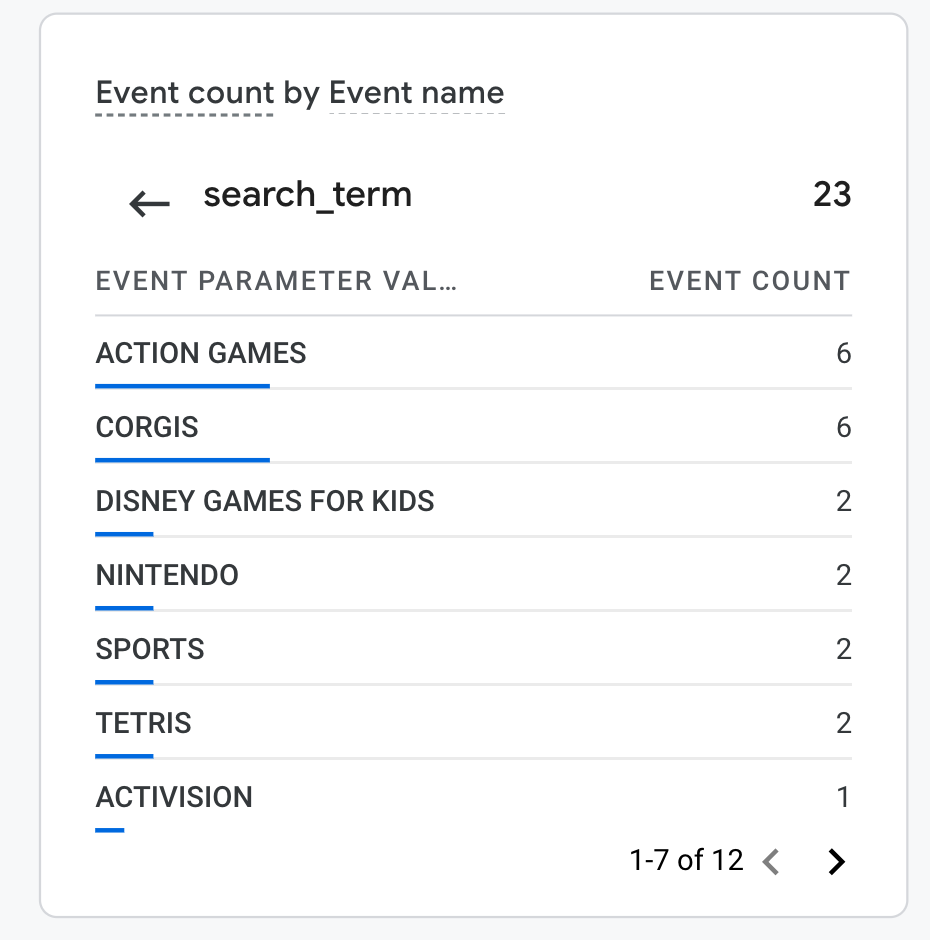 Event count by Event name
search_term 23
EVENT PARAMETER VAL… EVENT COUNT
ACTION GAMES 6
CORGIS 6
DISNEY GAMES FOR KIDS 2
NINTENDO 2
SPORTS 2
TETRIS 2
ACTIVISION 1
1-7 of 12